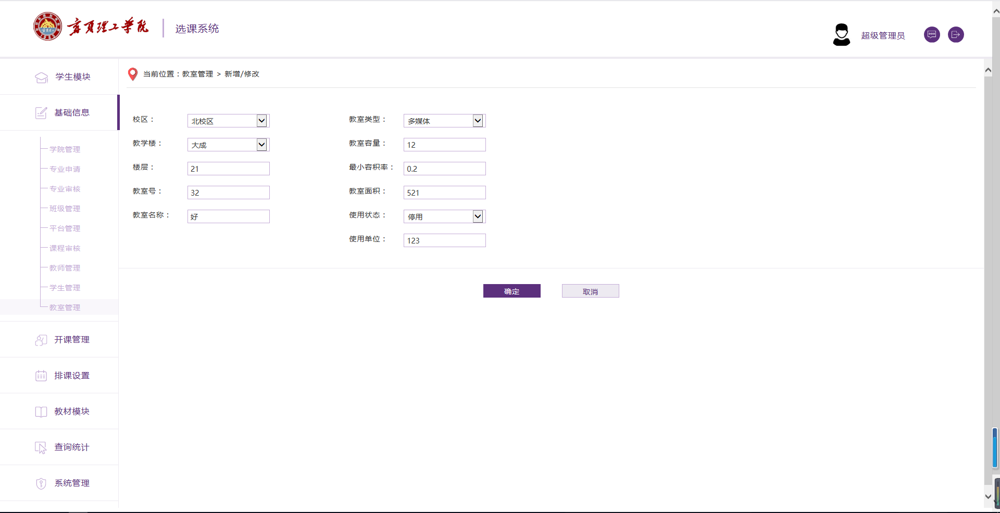 理工学院
选课系统
超级管理员
学生模块
基础信息
学院管理
专业申请
专业审核
班级管理
平台管理
课程审核
教师管理
学生管理
教室管理
开课管理
排课设置
教材模块
查询统计
系统管理
当前位置：教室管理 > 新增/修改
校区： 北校区 教室类型： 多媒体
教学楼： 大成 教室容量： 12
楼层： 21 最小容积率： 0.2
教室号： 32 教室面积： 521
教室名称： 好 使用状态： 停用
使用单位： 123
确定 取消